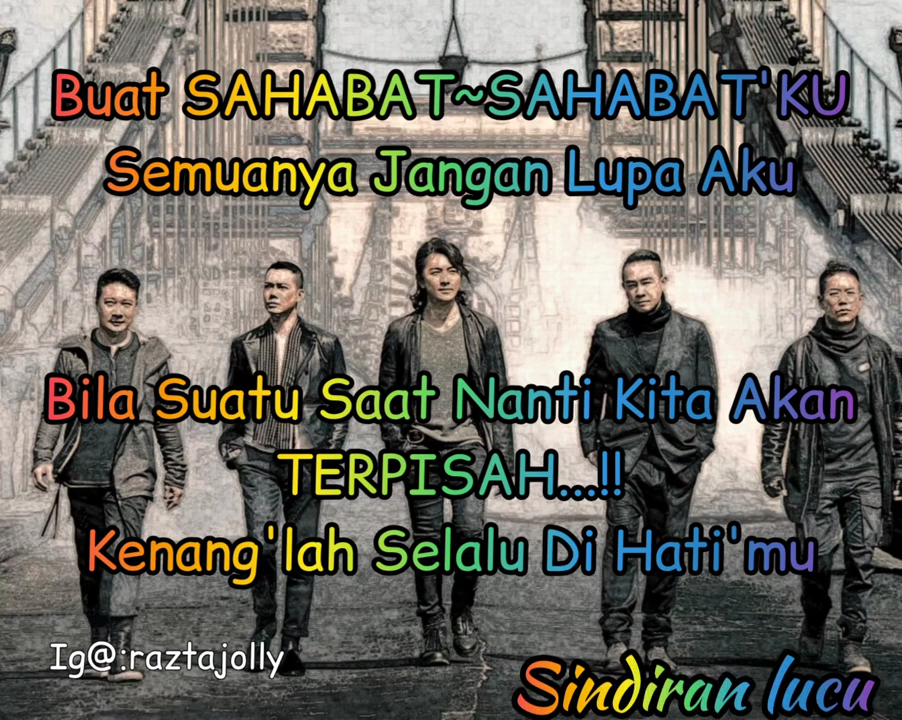 Buat SAHABAT~SAHABAT'KU
Semuanya Jangan Lupa Aku
Bila Suatu Saat Nanti Kita Akan
TERPISAH...!!
Kenang'lah Selalu Di Hati'mu
Ig@:raztajolly
Sindiran lucu